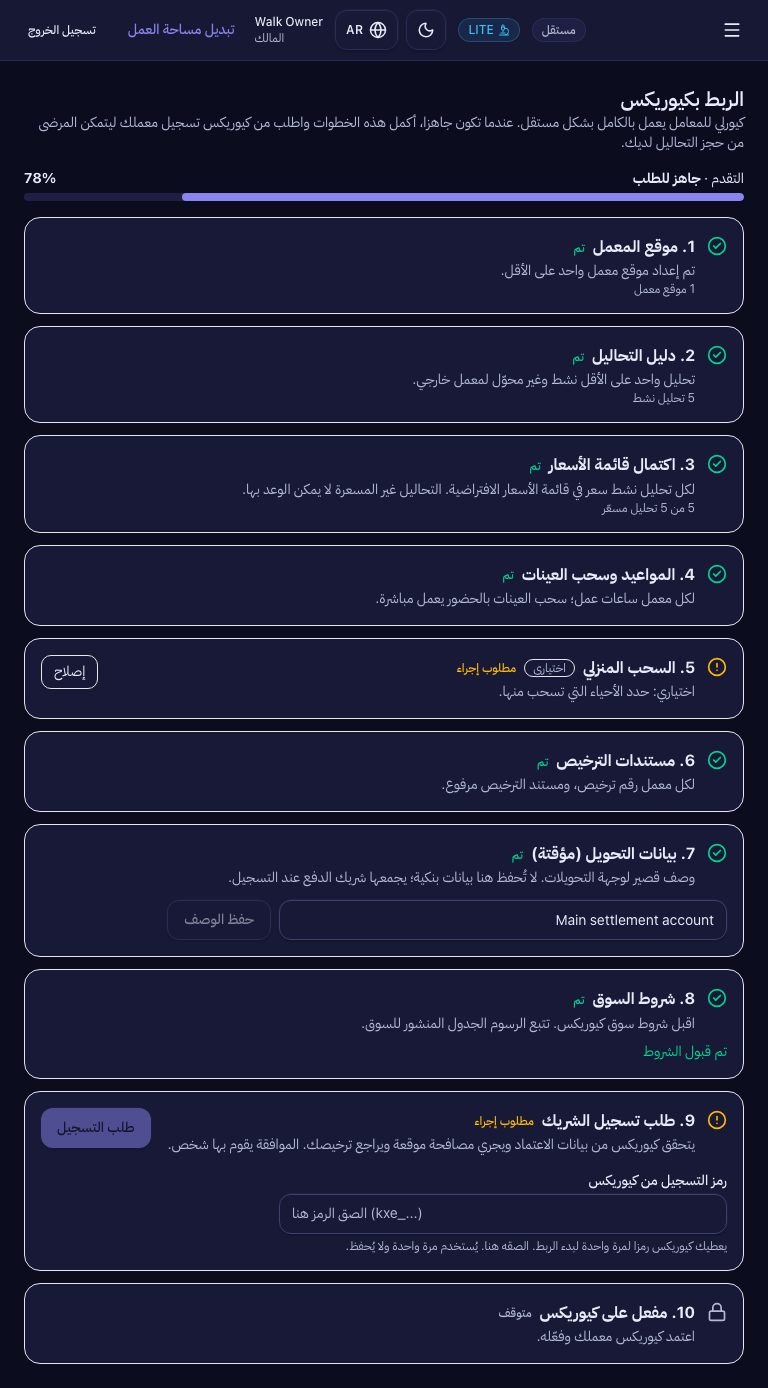 مستقل
LITE
AR
Walk Owner
المالك
تبديل مساحة العمل
تسجيل الخروج
الربط بكيوريكس
كيورلي للمعامل يعمل بالكامل بشكل مستقل. عندما تكون جاهزا، أكمل هذه الخطوات واطلب من كيوريكس تسجيل معملك ليتمكن المرضى
من حجز التحاليل لديك.
التقدم · جاهز للطلب
78%
1. موقع المعمل تم
تم إعداد موقع معمل واحد على الأقل.
1 موقع معمل
2. دليل التحاليل تم
تحليل واحد على الأقل نشط وغير محوّل لمعمل خارجي.
5 تحليل نشط
3. اكتمال قائمة الأسعار تم
لكل تحليل نشط سعر في قائمة الأسعار الافتراضية. التحاليل غير المسعرة لا يمكن الوعد بها.
5 من 5 تحليل مسعّر
4. المواعيد وسحب العينات تم
لكل معمل ساعات عمل؛ سحب العينات بالحضور يعمل مباشرة.
5. السحب المنزلي اختياري مطلوب إجراء
إصلاح
اختياري: حدد الأحياء التي تسحب منها.
6. مستندات الترخيص تم
لكل معمل رقم ترخيص، ومستند الترخيص مرفوع.
7. بيانات التحويل (مؤقتة) تم
وصف قصير لوجهة التحويلات. لا تُحفظ هنا بيانات بنكية؛ يجمعها شريك الدفع عند التسجيل.
Main settlement account
حفظ الوصف
8. شروط السوق تم
اقبل شروط سوق كيوريكس. تتبع الرسوم الجدول المنشور للسوق.
تم قبول الشروط
9. طلب تسجيل الشريك مطلوب إجراء
طلب التسجيل
يتحقق كيوريكس من بيانات الاعتماد ويجري مصافحة موقعة ويراجع ترخيصك. الموافقة يقوم بها شخص.
رمز التسجيل من كيوريكس
الصق الرمز هنا (kxe_...)
يعطيك كيوريكس رمزا لمرة واحدة لبدء الربط. الصقه هنا. يُستخدم مرة واحدة ولا يُحفظ.
10. مفعل على كيوريكس متوقف
اعتمد كيوريكس معملك وفعّله.